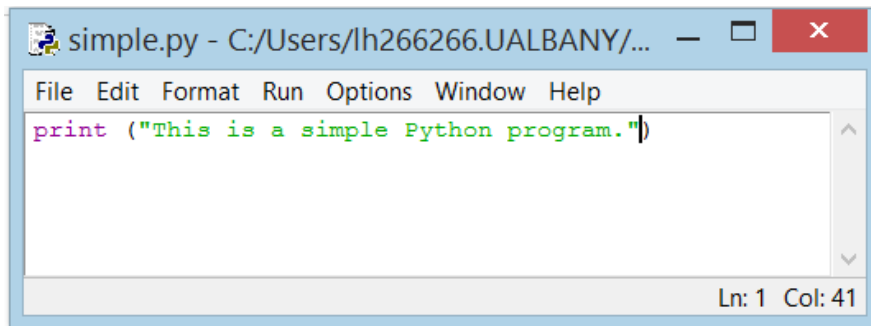 simple.py - C:/Users/lh266266.UALBANY/...
File Edit Format Run Options Window Help
print ("This is a simple Python program.")
Ln: 1 Col: 41